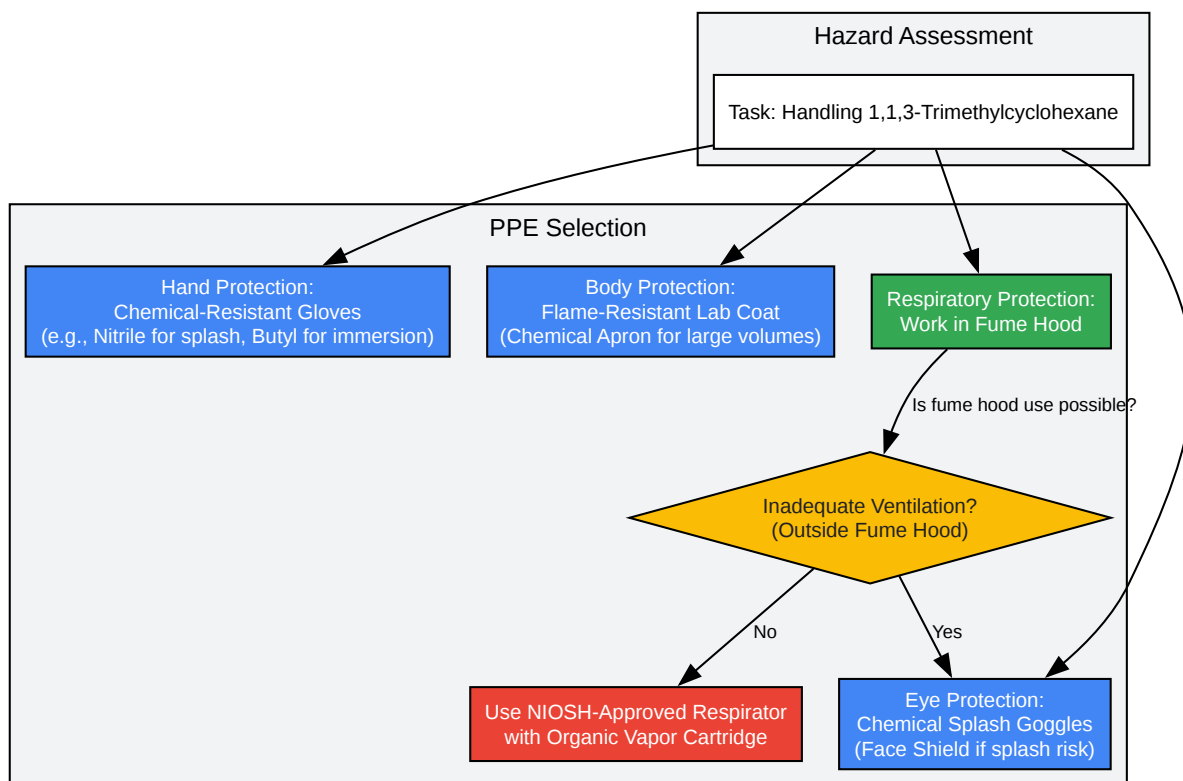 Hazard Assessment
Task: Handling 1,1,3-Trimethylcyclohexane
PPE Selection
Hand Protection:
Chemical-Resistant Gloves
(e.g., Nitrile for splash, Butyl for immersion)
Body Protection:
Flame-Resistant Lab Coat
(Chemical Apron for large volumes)
Respiratory Protection:
Work in Fume Hood
Is fume hood use possible?
Inadequate Ventilation?
(Outside Fume Hood)
No
Yes
Use NIOSH-Approved Respirator
with Organic Vapor Cartridge
Eye Protection:
Chemical Splash Goggles
(Face Shield if splash risk)